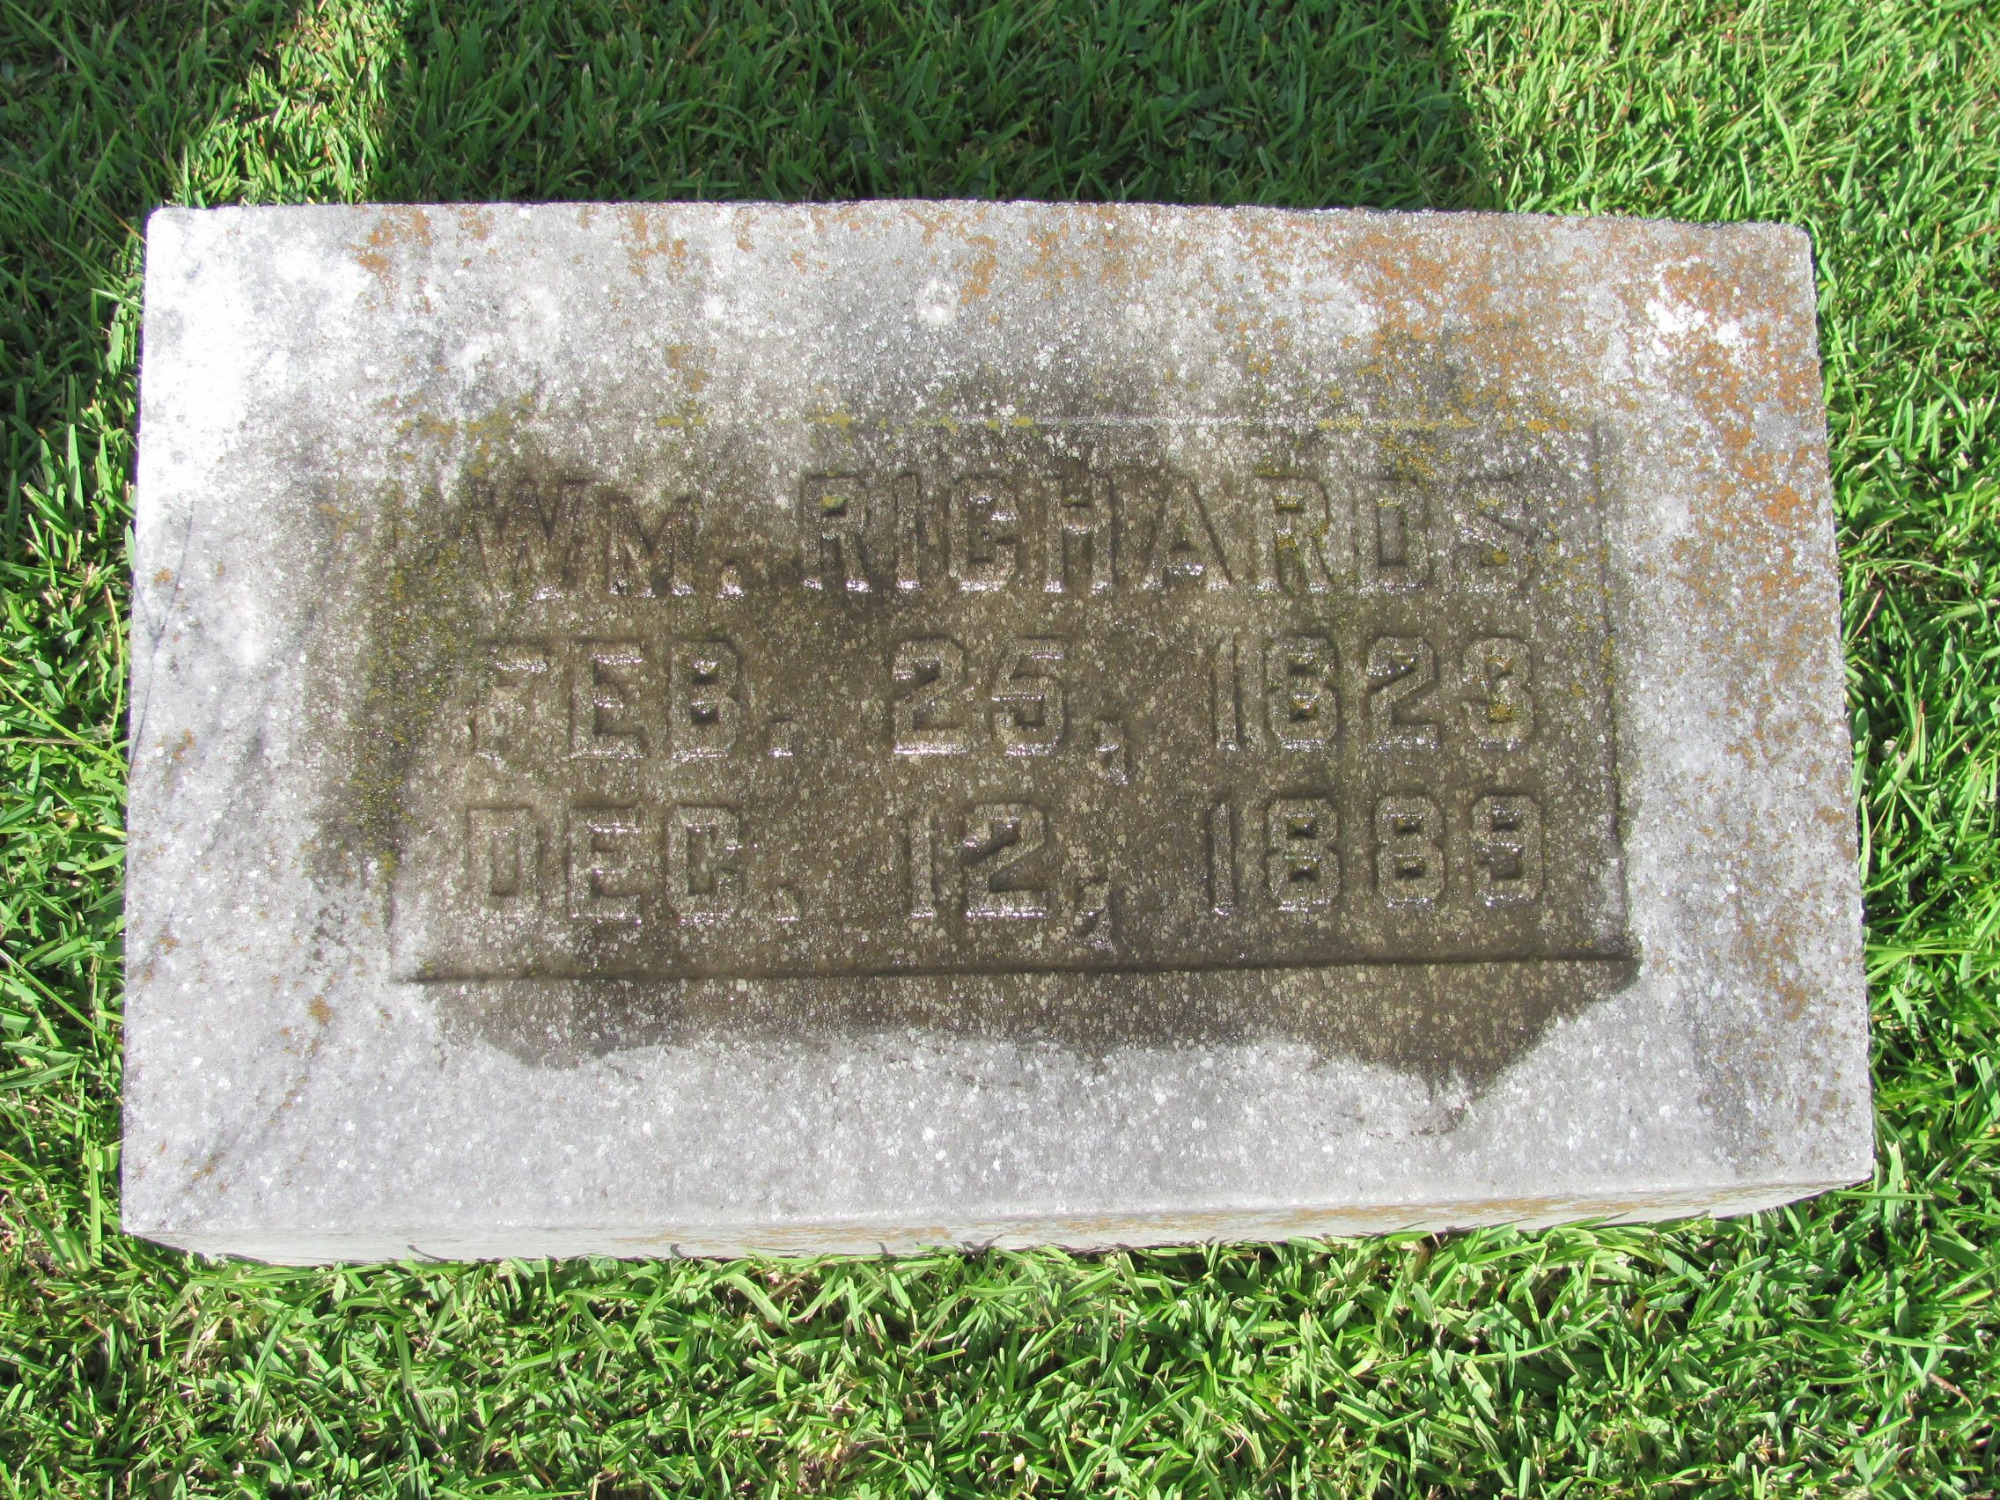 WM. RICHARDS
FEB. 25, 1823
DEC. 12, 1889